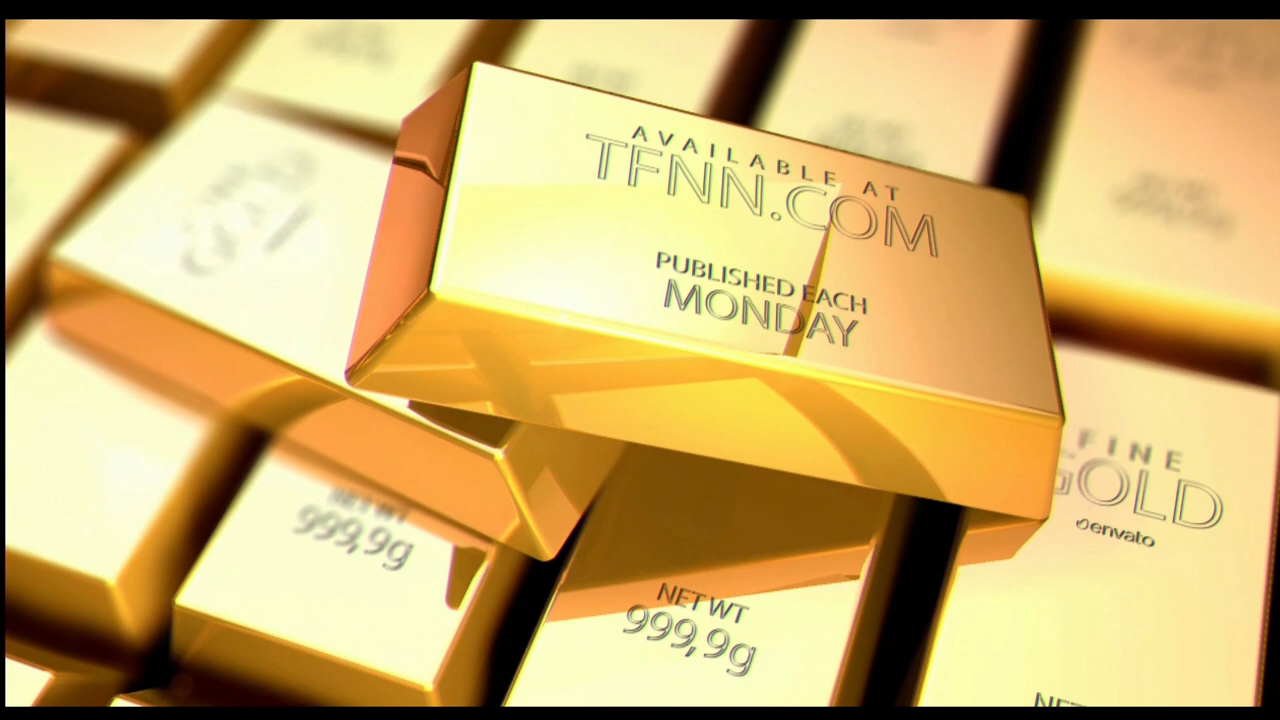 AVAILABLE AT
TFNN.COM
PUBLISHED EACH
MONDAY
FINE
GOLD
envato
NET WT
999,9g
NET WT
999,9g